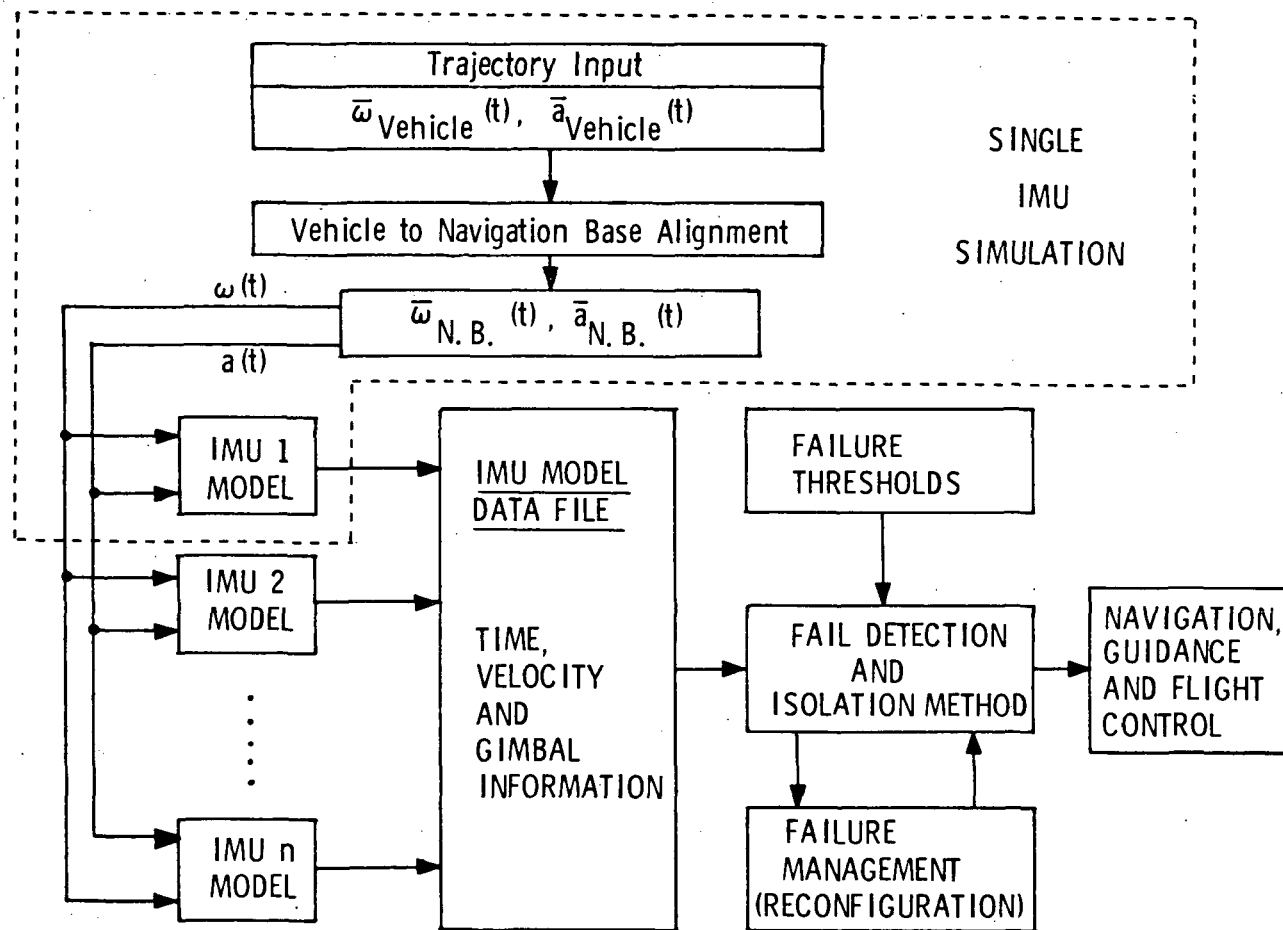 Trajectory Input
ω̅Vehicle (t), a̅Vehicle (t)
SINGLE
IMU
SIMULATION
Vehicle to Navigation Base Alignment
ω(t)
ω̅N. B. (t), a̅N. B. (t)
a(t)
IMU 1
MODEL
IMU MODEL
DATA FILE
FAILURE
THRESHOLDS
IMU 2
MODEL
TIME,
VELOCITY
AND
GIMBAL
INFORMATION
FAIL DETECTION
AND
ISOLATION METHOD
NAVIGATION,
GUIDANCE
AND FLIGHT
CONTROL
IMU n
MODEL
FAILURE
MANAGEMENT
(RECONFIGURATION)